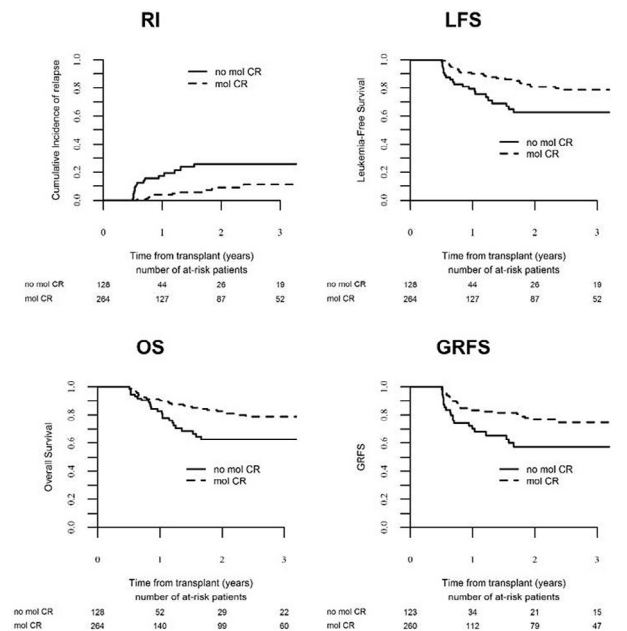 RI
Cumulative Incidence of relapse
1.0
0.8
0.6
0.4
0.2
0.0
no mol CR
mol CR
0 1 2 3
Time from transplant (years)
number of at-risk patients
no mol CR 128 44 26 19
mol CR 264 127 87 52
LFS
Leukemia-Free Survival
1.0
0.8
0.6
0.4
0.2
0.0
no mol CR
mol CR
0 1 2 3
Time from transplant (years)
number of at-risk patients
no mol CR 128 44 26 19
mol CR 264 127 87 52
OS
Overall Survival
1.0
0.8
0.6
0.4
0.2
0.0
no mol CR
mol CR
0 1 2 3
Time from transplant (years)
number of at-risk patients
no mol CR 128 52 29 22
mol CR 264 140 99 60
GRFS
GRFS
1.0
0.8
0.6
0.4
0.2
0.0
no mol CR
mol CR
0 1 2 3
Time from transplant (years)
number of at-risk patients
no mol CR 123 34 21 15
mol CR 260 112 79 47